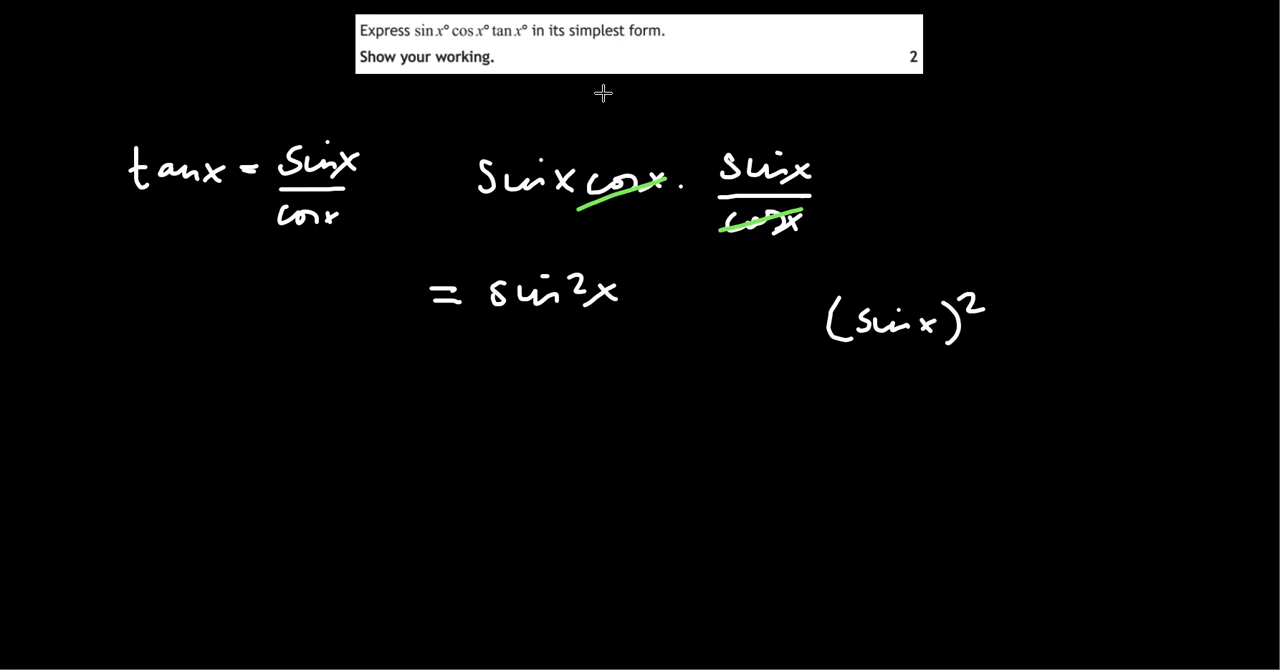 Express sin x° cos x° tan x° in its simplest form.
Show your working. 2
tan x = sin x / cos x
sin x cos x . sin x / cos x
= sin²x
(sin x)²